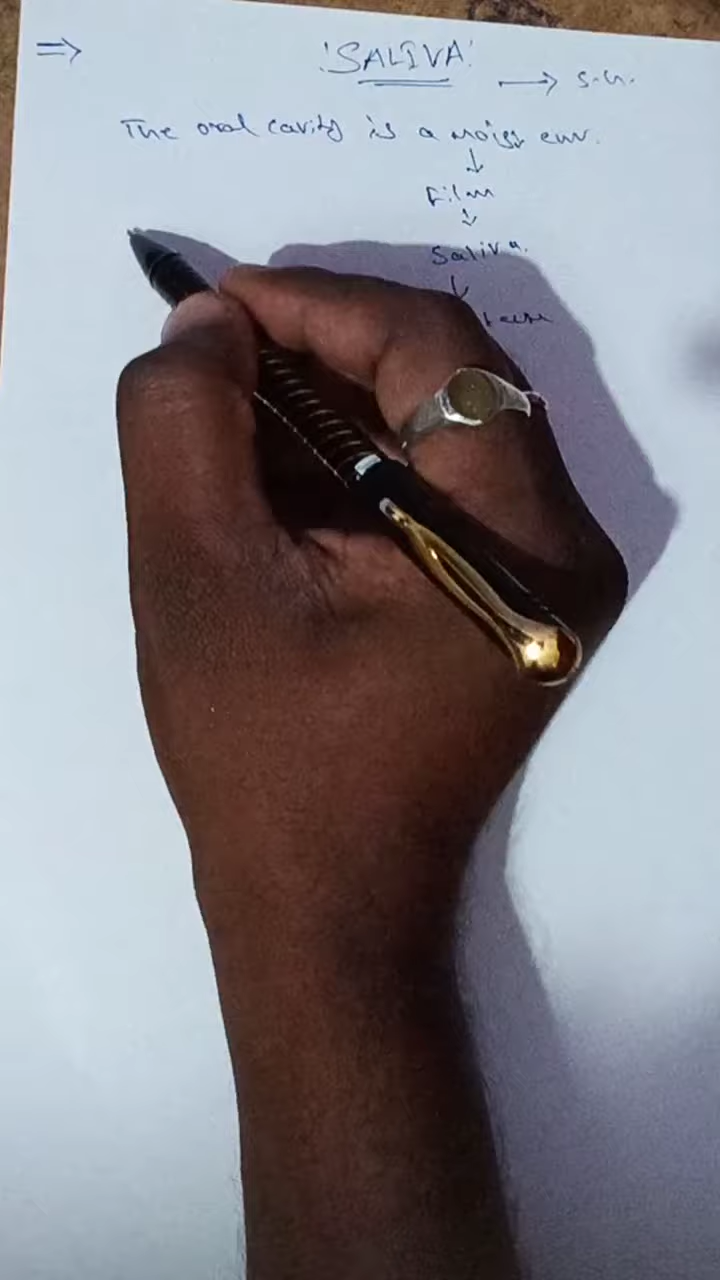 ⇒ 'SALIVA' → S.G.
The oral cavity is a moist env.
↓
Film
↓
Saliva.
↓